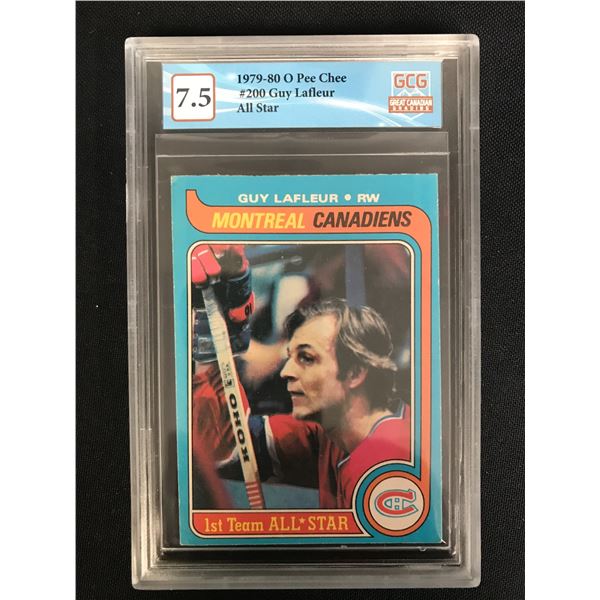 7.5
1979-80 O Pee Chee
#200 Guy Lafleur
All Star
GCG
GREAT CANADIAN
GRADING
GUY LAFLEUR • RW
MONTREAL CANADIENS
KOHO
1st Team ALL★STAR
CH